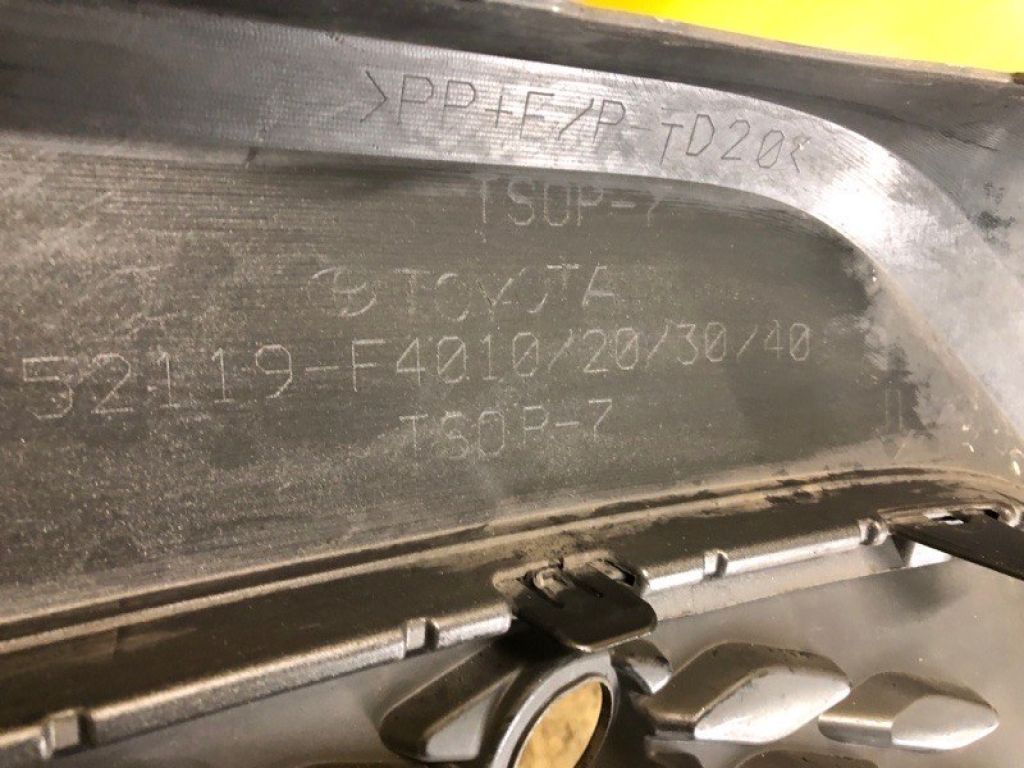 >PP+E/P-TD20<
TSOP-7
TOYOTA
52119-F4010/20/30/40
TSOP-7